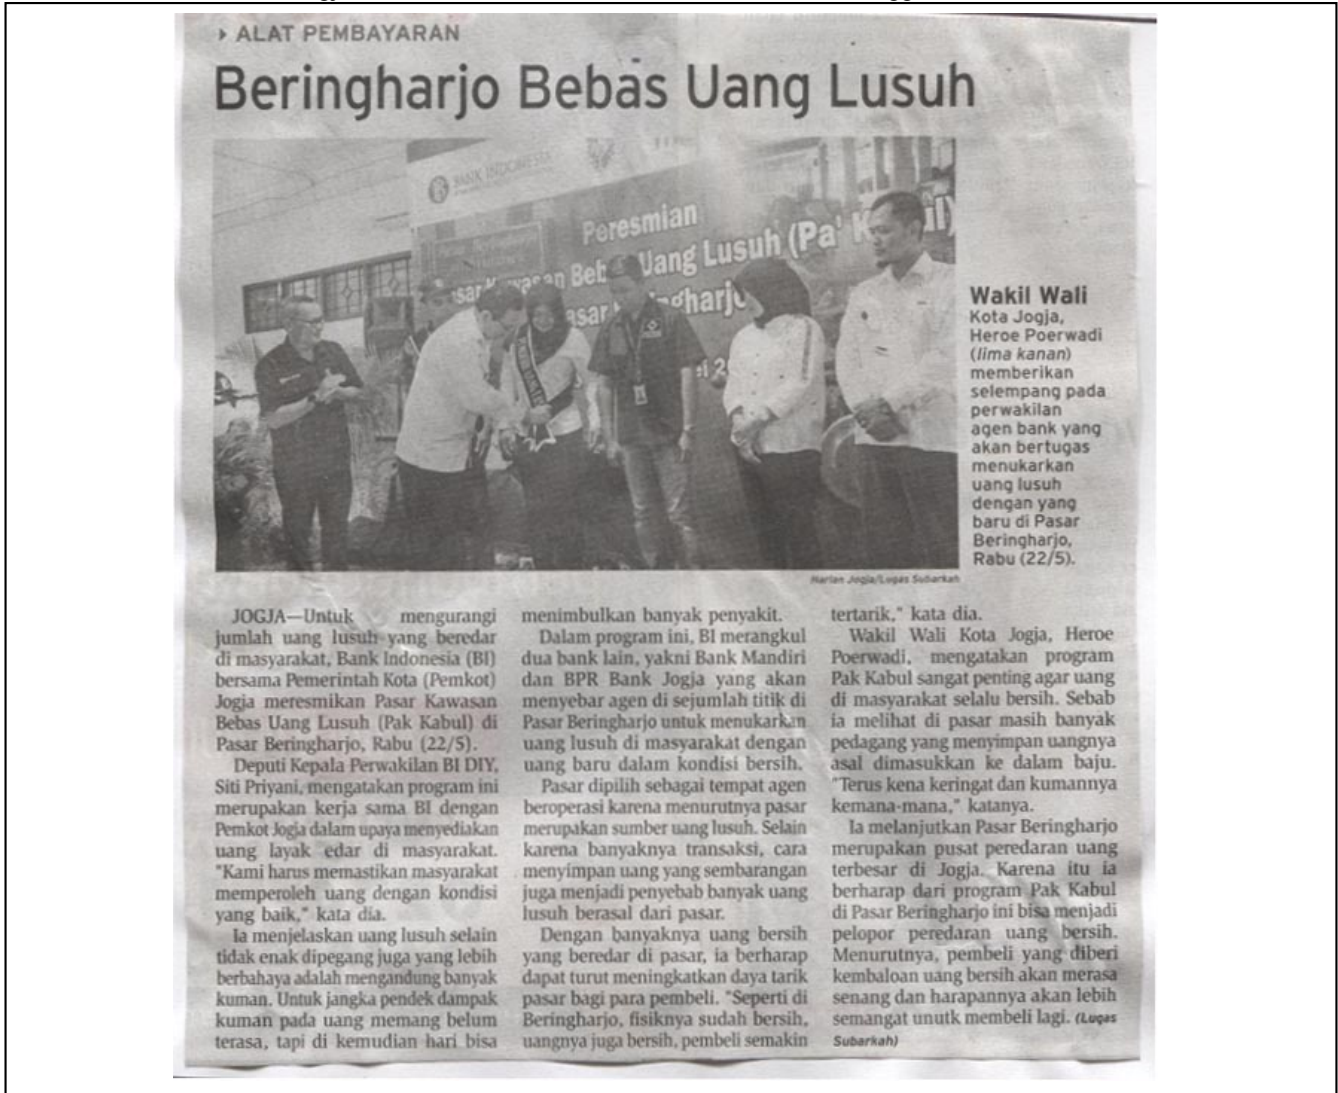 ALAT PEMBAYARAN
Beringharjo Bebas Uang Lusuh
BANK INDONESIA
Peresmian
Bebas Uang Lusuh (Pa'
Wakil Wali
Kota Jogja,
Heroe Poerwadi
(lima kanan)
memberikan
selempang pada
perwakilan
agen bank yang
akan bertugas
menukarkan
uang lusuh
dengan yang
baru di Pasar
Beringharjo,
Rabu (22/5).
Harian Jogja/Lugas Subarkah
JOGJA—Untuk mengurangi
jumlah uang lusuh yang beredar
di masyarakat, Bank Indonesia (BI)
bersama Pemerintah Kota (Pemkot)
Jogja meresmikan Pasar Kawasan
Bebas Uang Lusuh (Pak Kabul) di
Pasar Beringharjo, Rabu (22/5).
Deputi Kepala Perwakilan BI DIY,
Siti Priyani, mengatakan program ini
merupakan kerja sama BI dengan
Pemkot Jogja dalam upaya menyediakan
uang layak edar di masyarakat.
"Kami harus memastikan masyarakat
memperoleh uang dengan kondisi
yang baik," kata dia.
Ia menjelaskan uang lusuh selain
tidak enak dipegang juga yang lebih
berbahaya adalah mengandung banyak
kuman. Untuk jangka pendek dampak
kuman pada uang memang belum
terasa, tapi di kemudian hari bisa
menimbulkan banyak penyakit.
Dalam program ini, BI merangkul
dua bank lain, yakni Bank Mandiri
dan BPR Bank Jogja yang akan
menyebar agen di sejumlah titik di
Pasar Beringharjo untuk menukarkan
uang lusuh di masyarakat dengan
uang baru dalam kondisi bersih.
Pasar dipilih sebagai tempat agen
beroperasi karena menurutnya pasar
merupakan sumber uang lusuh. Selain
karena banyaknya transaksi, cara
menyimpan uang yang sembarangan
juga menjadi penyebab banyak uang
lusuh berasal dari pasar.
Dengan banyaknya uang bersih
yang beredar di pasar, ia berharap
dapat turut meningkatkan daya tarik
pasar bagi para pembeli. "Seperti di
Beringharjo, fisiknya sudah bersih,
uangnya juga bersih, pembeli semakin
tertarik," kata dia.
Wakil Wali Kota Jogja, Heroe
Poerwadi, mengatakan program
Pak Kabul sangat penting agar uang
di masyarakat selalu bersih. Sebab
ia melihat di pasar masih banyak
pedagang yang menyimpan uangnya
asal dimasukkan ke dalam baju.
"Terus kena keringat dan kumannya
kemana-mana," katanya.
Ia melanjutkan Pasar Beringharjo
merupakan pusat peredaran uang
terbesar di Jogja. Karena itu ia
berharap dari program Pak Kabul
di Pasar Beringharjo ini bisa menjadi
pelopor peredaran uang bersih.
Menurutnya, pembeli yang diberi
kembaloan uang bersih akan merasa
senang dan harapannya akan lebih
semangat unutk membeli lagi. (Lugas
Subarkah)